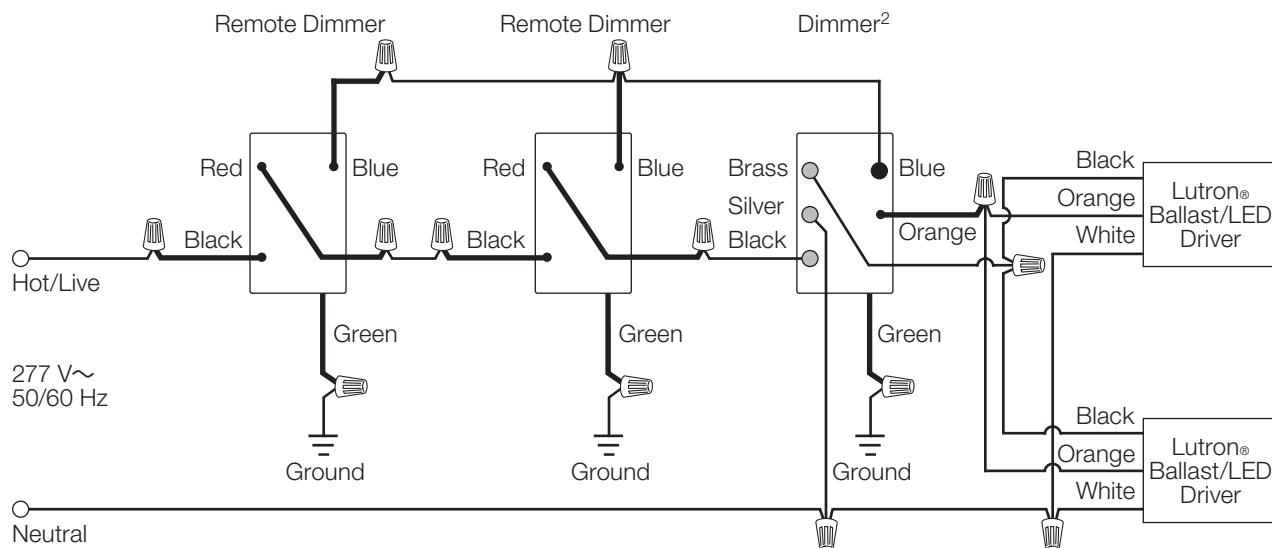 Remote Dimmer
Remote Dimmer
Dimmer²
Red
Blue
Red
Blue
Brass
Blue
Silver
Black
Black
Black
Orange
Black
Orange
White
Lutron®
Ballast/LED
Driver
Hot/Live
Green
Green
Green
277 V~
50/60 Hz
Ground
Ground
Ground
Black
Orange
White
Lutron®
Ballast/LED
Driver
Neutral